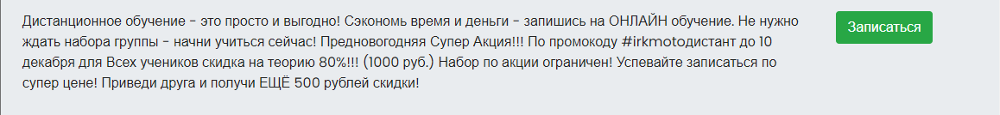 Дистанционное обучение - это просто и выгодно! Сэкономь время и деньги - запишись на ОНЛАЙН обучение. Не нужно
ждать набора группы - начни учиться сейчас! Предновогодняя Супер Акция!!! По промокоду #irkmotoдистант до 10
декабря для Всех учеников скидка на теорию 80%!!! (1000 руб.) Набор по акции ограничен! Успевайте записаться по
супер цене! Приведи друга и получи ЕЩЁ 500 рублей скидки!
Записаться